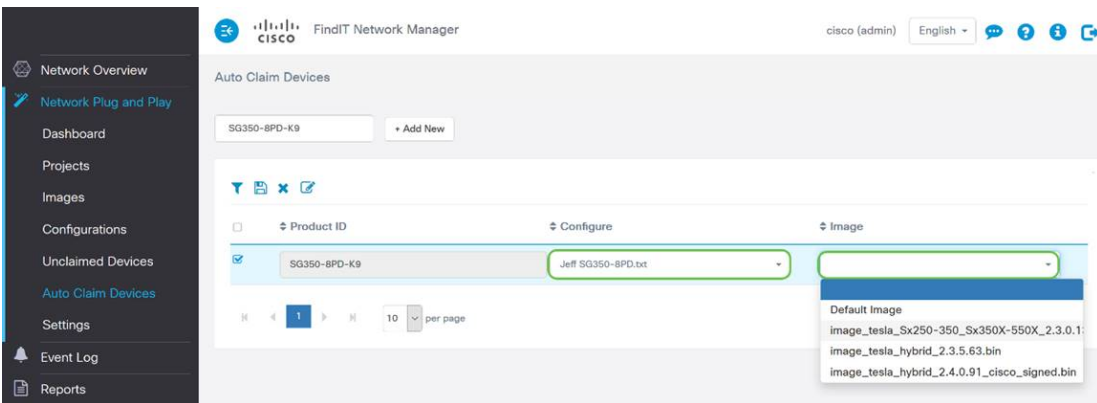 CISCO FindIT Network Manager
cisco (admin)
English
Network Overview
Network Plug and Play
Dashboard
Projects
Images
Configurations
Unclaimed Devices
Auto Claim Devices
Settings
Event Log
Reports
Auto Claim Devices
SG350-8PD-K9
+ Add New
Product ID Configure Image
SG350-8PD-K9 Jeff SG350-8PD.txt
1 10 per page
Default Image
image_tesla_Sx250-350_Sx350X-550X_2.3.0.1
image_tesla_hybrid_2.3.5.63.bin
image_tesla_hybrid_2.4.0.91_cisco_signed.bin